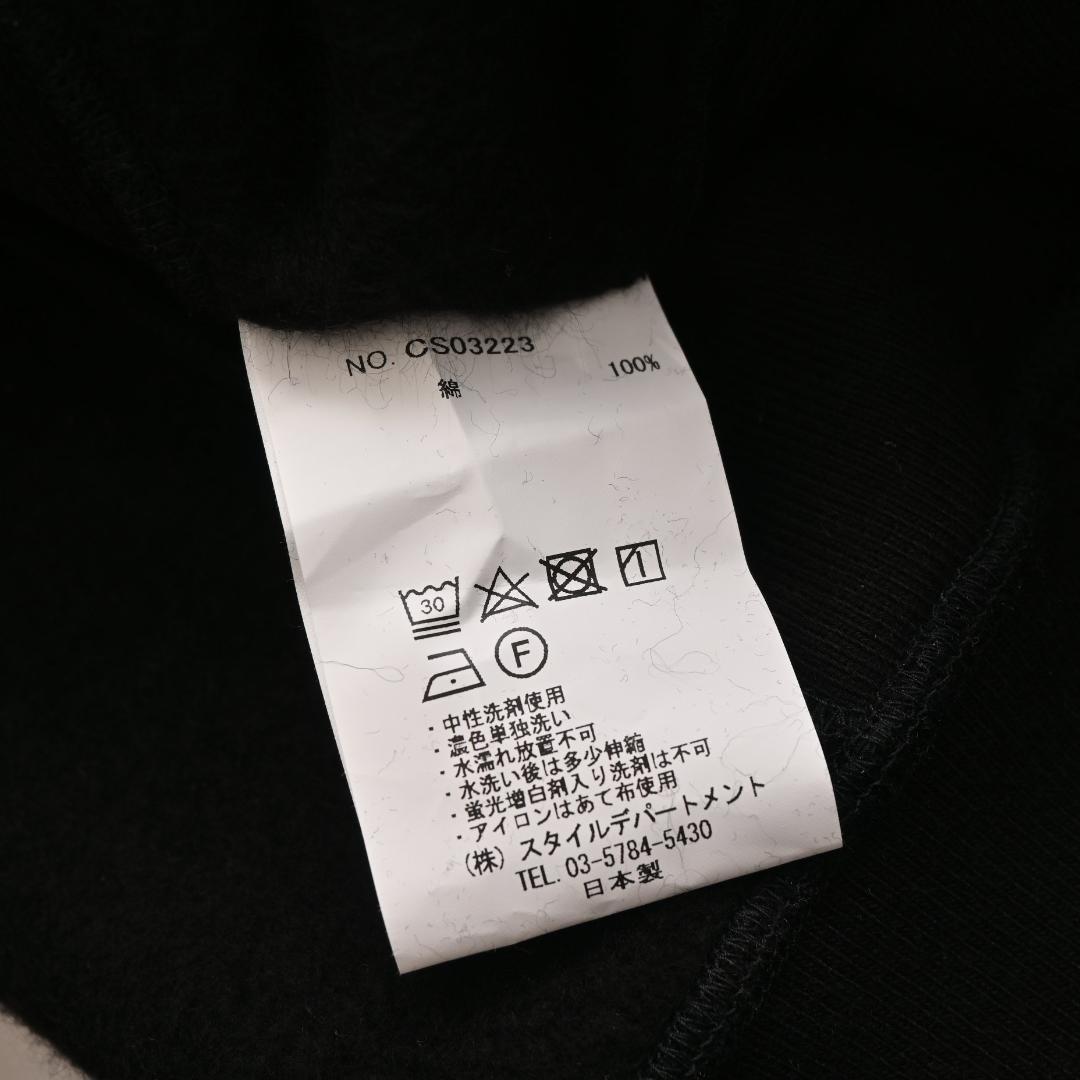 NO. CS03223
綿 100%
30
F
・中性洗剤使用
・濃色単独洗い
・水濡れ放置不可
・水洗い後は多少伸縮
・蛍光増白剤入り洗剤は不可
・アイロンはあて布使用
(株) スタイルデパートメント
TEL. 03-5784-5430
日本製